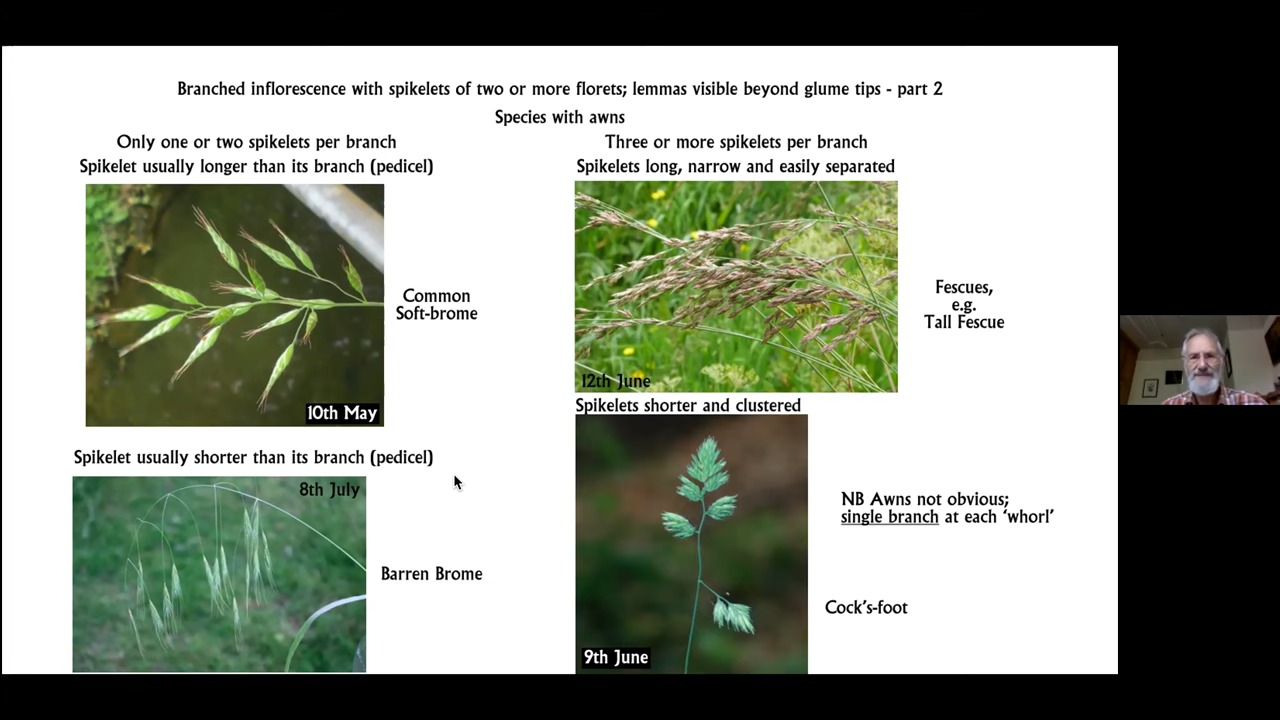 Branched inflorescence with spikelets of two or more florets; lemmas visible beyond glume tips - part 2
Species with awns
Only one or two spikelets per branch
Spikelet usually longer than its branch (pedicel)
Common
Soft-brome
10th May
Spikelet usually shorter than its branch (pedicel)
8th July
Barren Brome
Three or more spikelets per branch
Spikelets long, narrow and easily separated
Fescues,
e.g.
Tall Fescue
12th June
Spikelets shorter and clustered
NB Awns not obvious;
single branch at each ‘whorl’
Cock’s-foot
9th June